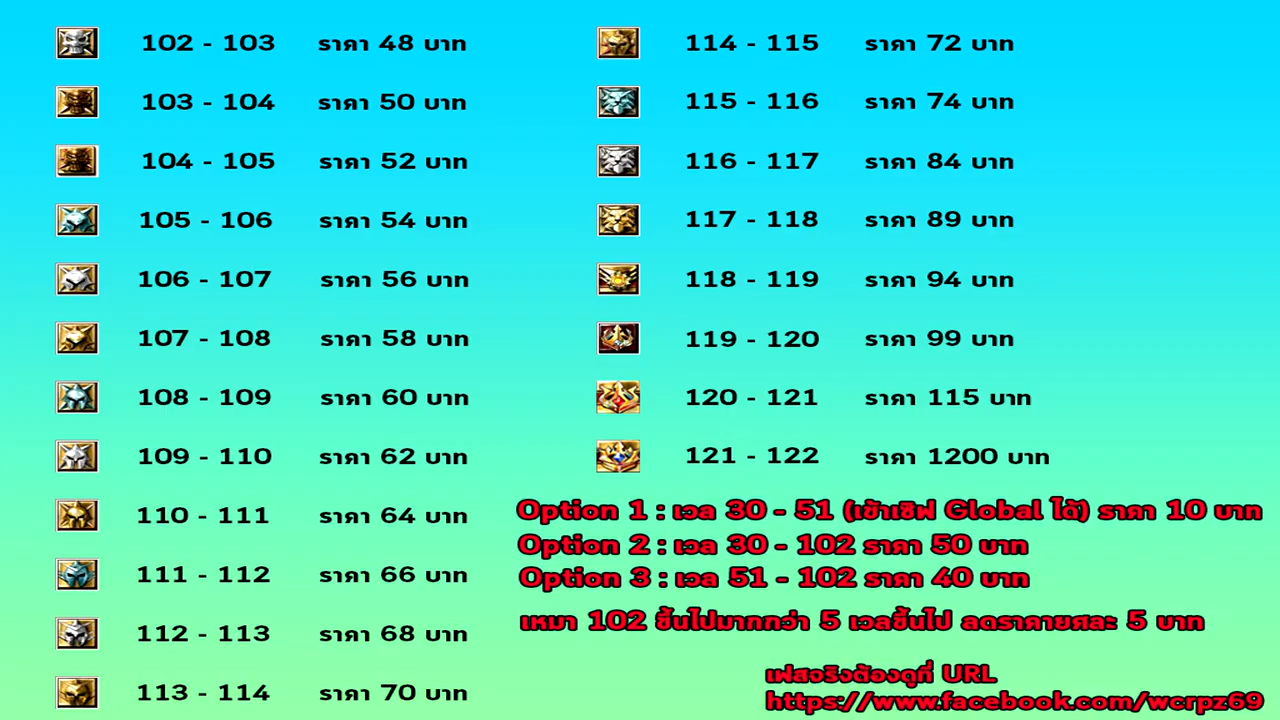 102 - 103 ราคา 48 บาท
103 - 104 ราคา 50 บาท
104 - 105 ราคา 52 บาท
105 - 106 ราคา 54 บาท
106 - 107 ราคา 56 บาท
107 - 108 ราคา 58 บาท
108 - 109 ราคา 60 บาท
109 - 110 ราคา 62 บาท
110 - 111 ราคา 64 บาท
111 - 112 ราคา 66 บาท
112 - 113 ราคา 68 บาท
113 - 114 ราคา 70 บาท
114 - 115 ราคา 72 บาท
115 - 116 ราคา 74 บาท
116 - 117 ราคา 84 บาท
117 - 118 ราคา 89 บาท
118 - 119 ราคา 94 บาท
119 - 120 ราคา 99 บาท
120 - 121 ราคา 115 บาท
121 - 122 ราคา 1200 บาท
Option 1 : เวล 30 - 51 (เข้าเซิฟ Global ได้) ราคา 10 บาท
Option 2 : เวล 30 - 102 ราคา 50 บาท
Option 3 : เวล 51 - 102 ราคา 40 บาท
เหมา 102 ขึ้นไปมากกว่า 5 เวลขึ้นไป ลดราคายศละ 5 บาท
เฟสจริงต้องดูที่ URL
https://www.facebook.com/wcrpz69